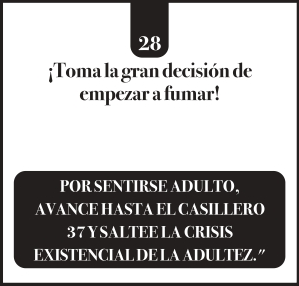 28
¡Toma la gran decisión de
empezar a fumar!
POR SENTIRSE ADULTO,
AVANCE HASTA EL CASILLERO
37 Y SALTEE LA CRISIS
EXISTENCIAL DE LA ADULTEZ."